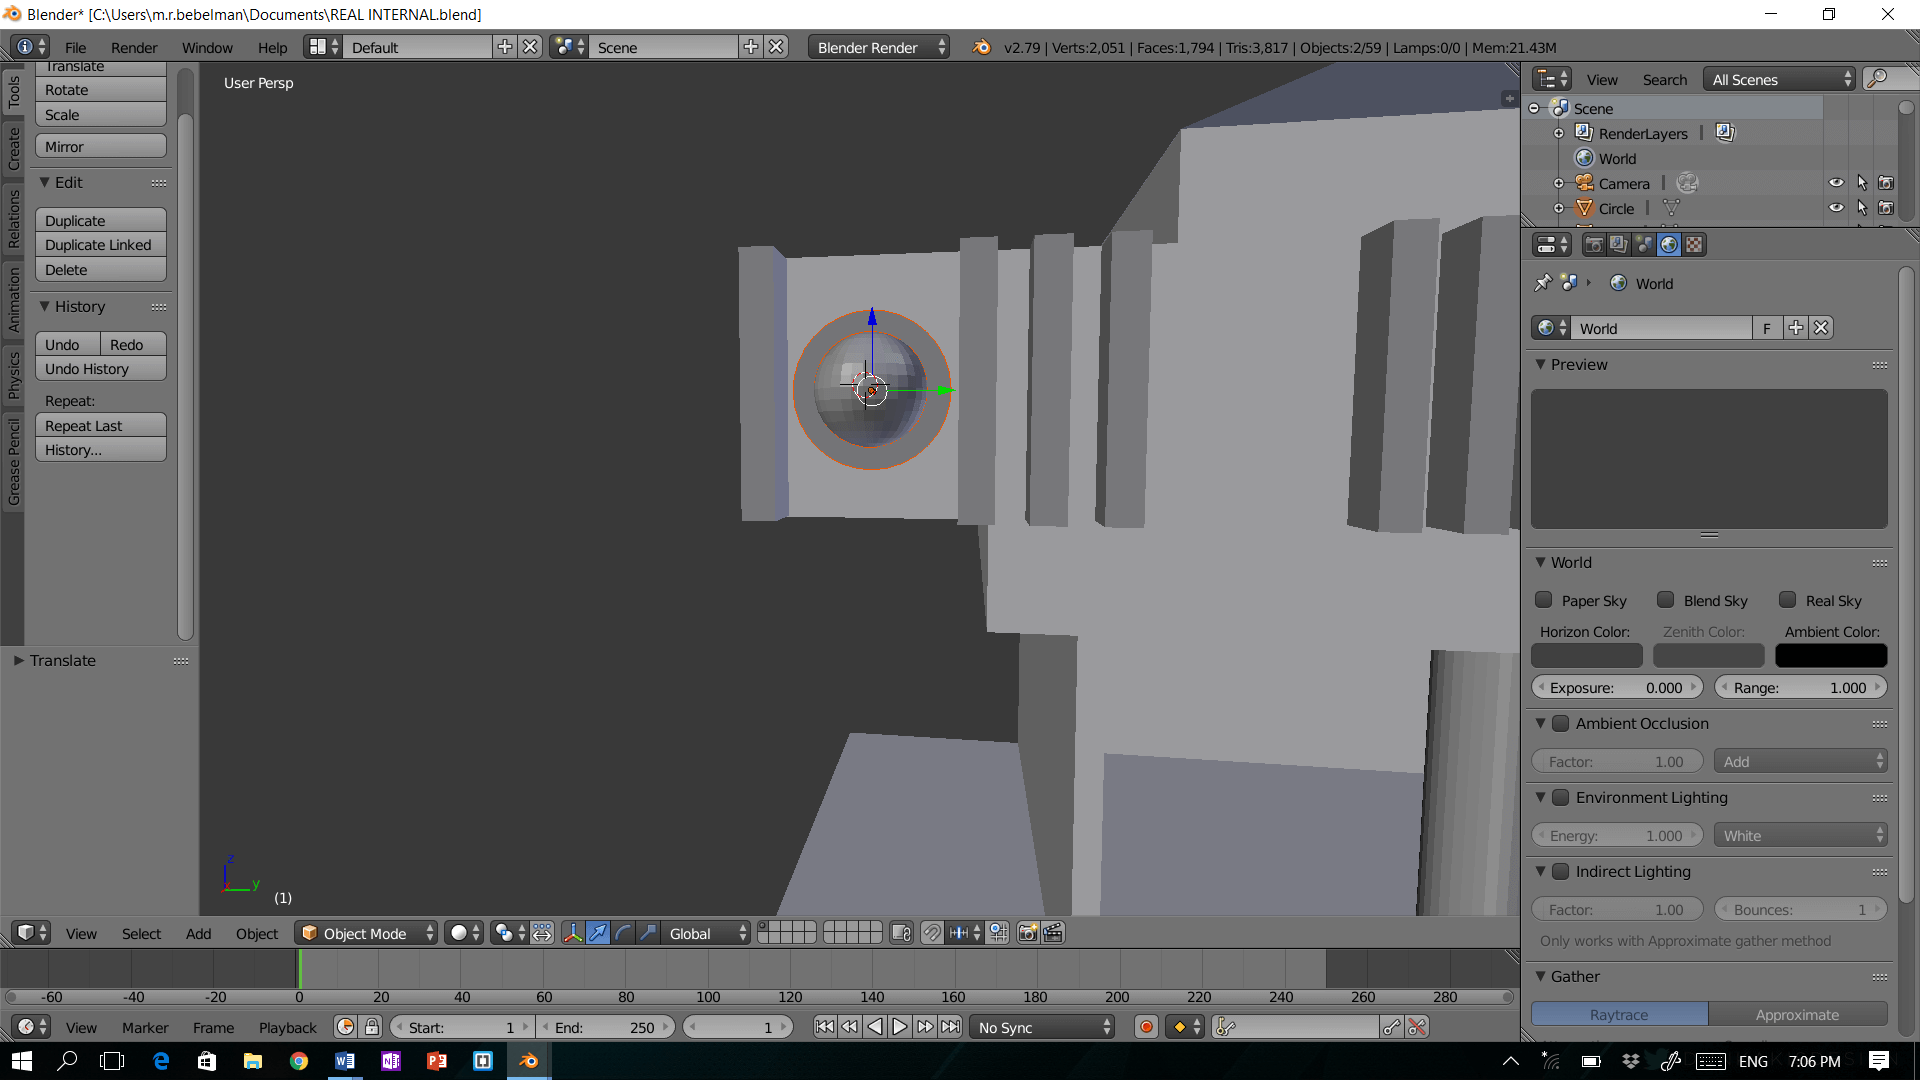 Blender* [C:\Users\m.r.bebelman\Documents\REAL INTERNAL.blend]
File Render Window Help Default Scene Blender Render v2.79 | Verts:2,051 | Faces:1,794 | Tris:3,817 | Objects:2/59 | Lamps:0/0 | Mem:21.43M
Tools
Create
Relations
Animation
Physics
Grease Pencil
Translate
Rotate
Scale
Mirror
Edit
Duplicate
Duplicate Linked
Delete
History
Undo Redo
Undo History
Repeat:
Repeat Last
History...
Translate
User Persp
z
y
(1)
View Select Add Object Object Mode Global
-60 -40 -20 0 20 40 60 80 100 120 140 160 180 200 220 240 260 280
View Marker Frame Playback Start: 1 End: 250 1 No Sync
View Search All Scenes
Scene
RenderLayers
World
Camera
Circle
World
World F
Preview
World
Paper Sky Blend Sky Real Sky
Horizon Color: Zenith Color: Ambient Color:
Exposure: 0.000 Range: 1.000
Ambient Occlusion
Factor: 1.00 Add
Environment Lighting
Energy: 1.000 White
Indirect Lighting
Factor: 1.00 Bounces: 1
Only works with Approximate gather method
Gather
Raytrace Approximate
ENG 7:06 PM